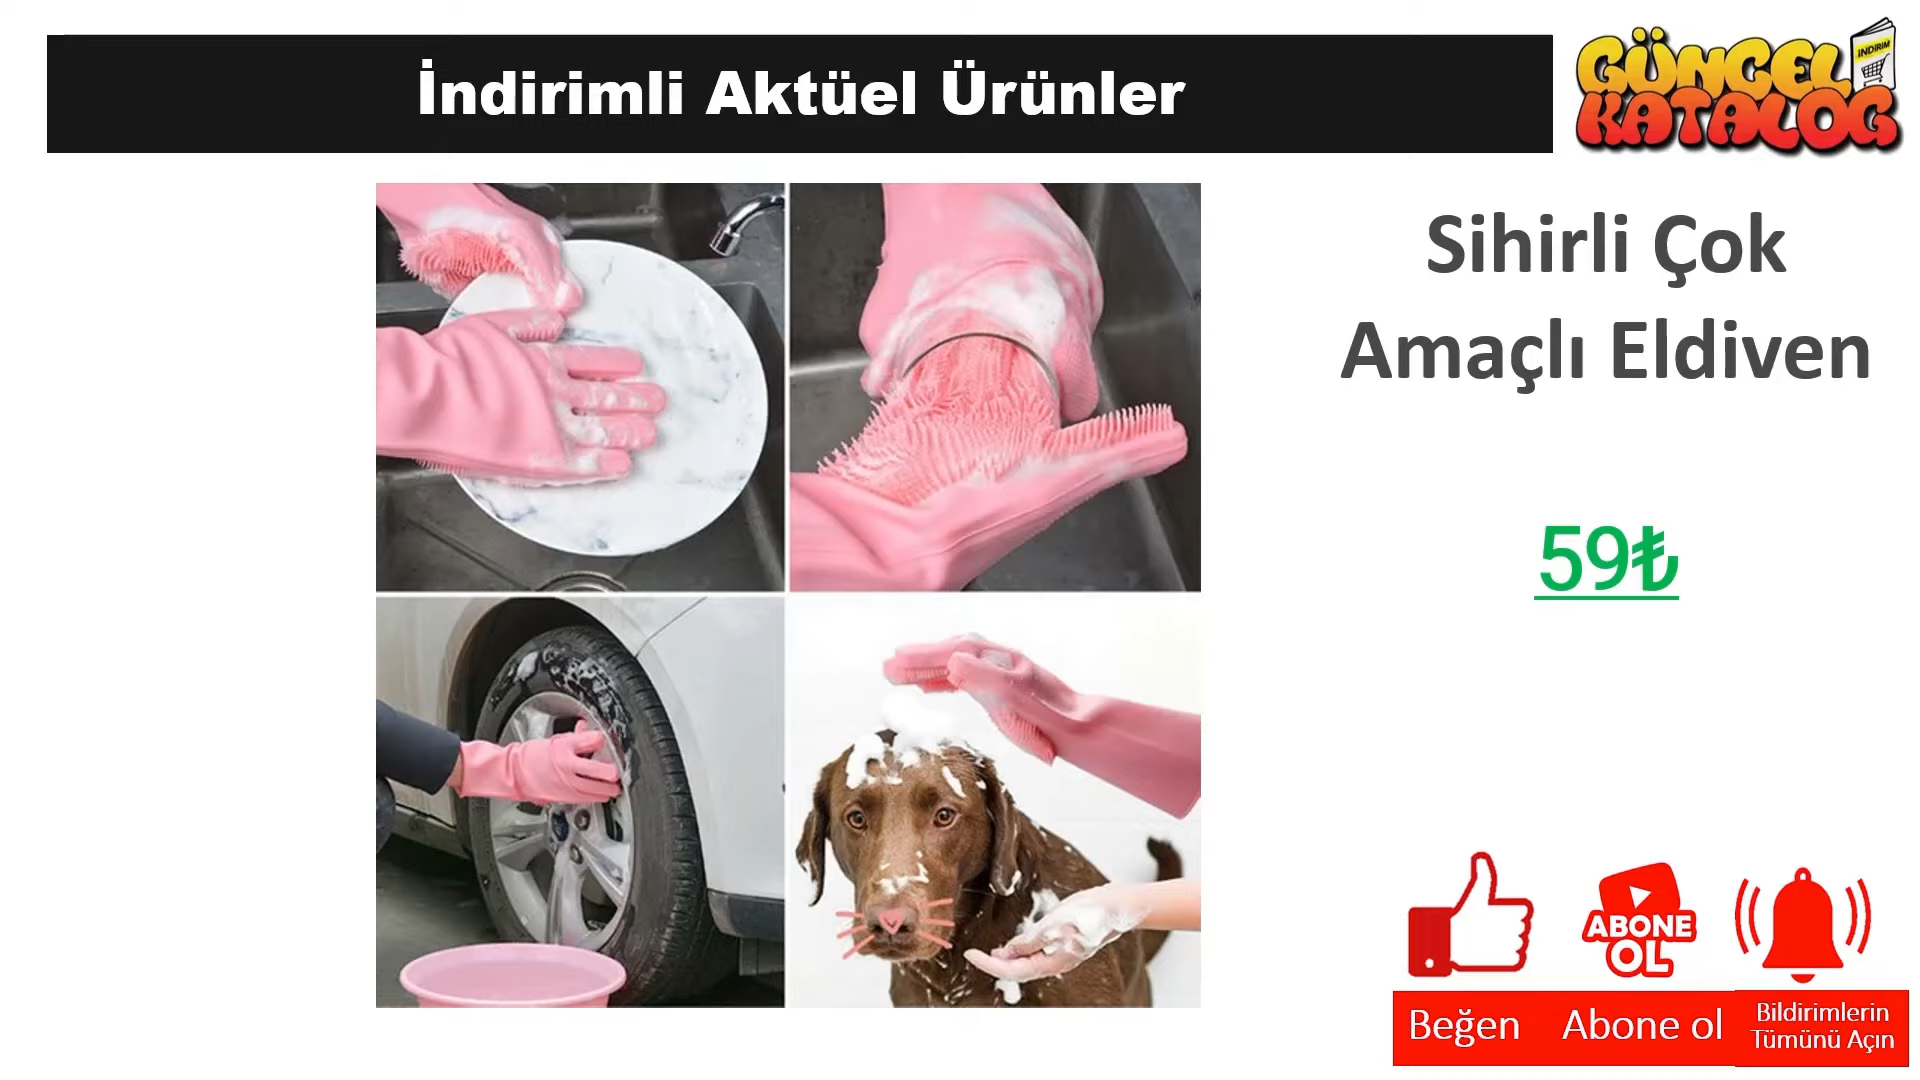 İndirimli Aktüel Ürünler
GÜNCEL
KATALOG
İNDİRİM
Sihirli Çok
Amaçlı Eldiven
59₺
ABONE
OL
Beğen
Abone ol
Bildirimlerin
Tümünü Açın